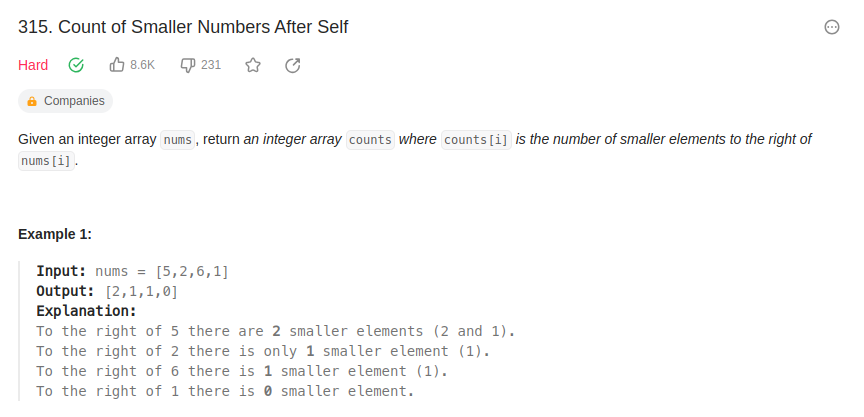 315. Count of Smaller Numbers After Self
Hard 8.6K 231
Companies
Given an integer array nums, return an integer array counts where counts[i] is the number of smaller elements to the right of
nums[i].
Example 1:
Input: nums = [5,2,6,1]
Output: [2,1,1,0]
Explanation:
To the right of 5 there are 2 smaller elements (2 and 1).
To the right of 2 there is only 1 smaller element (1).
To the right of 6 there is 1 smaller element (1).
To the right of 1 there is 0 smaller element.